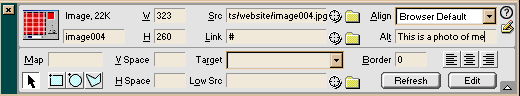 Image, 22K W 323 Src ts/website/image004.jpg Align Browser Default
image004 H 260 Link # Alt This is a photo of me
Map V Space Target Border 0
H Space Low Src Refresh Edit